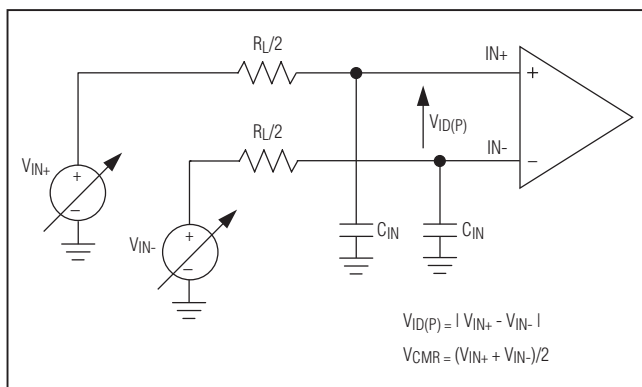 RL/2
IN+
+
RL/2
VID(P)
VIN+
+
−
IN-
−
VIN-
+
−
CIN
CIN
VID(P) = | VIN+ - VIN- |
VCMR = (VIN+ + VIN-)/2